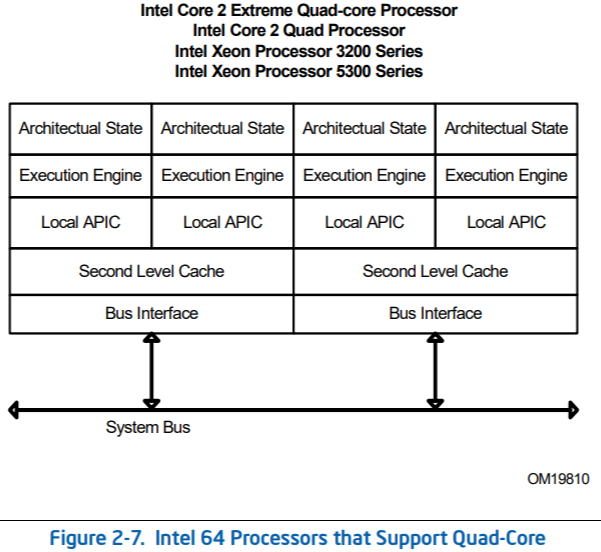 Intel Core 2 Extreme Quad-core Processor
Intel Core 2 Quad Processor
Intel Xeon Processor 3200 Series
Intel Xeon Processor 5300 Series
Architectual State Architectual State Architectual State Architectual State
Execution Engine Execution Engine Execution Engine Execution Engine
Local APIC Local APIC Local APIC Local APIC
Second Level Cache Second Level Cache
Bus Interface Bus Interface
System Bus
OM19810
Figure 2-7. Intel 64 Processors that Support Quad-Core